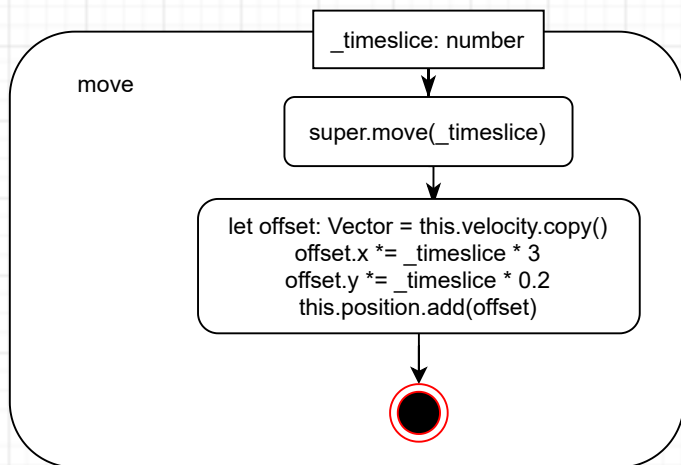 _timeslice: number
move
super.move(_timeslice)
let offset: Vector = this.velocity.copy()
offset.x *= _timeslice * 3
offset.y *= _timeslice * 0.2
this.position.add(offset)